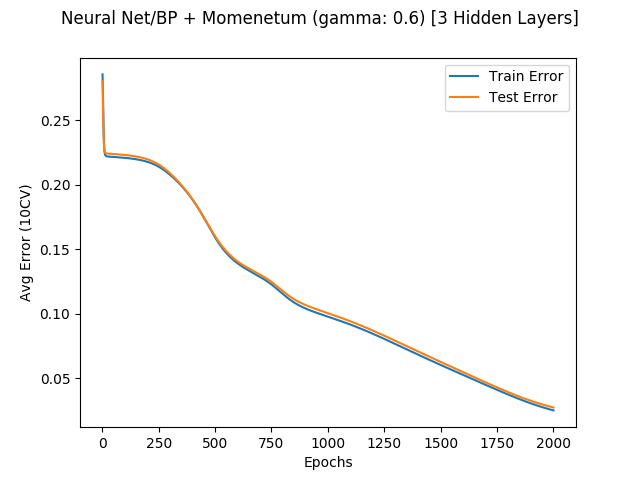 Neural Net/BP + Momenetum (gamma: 0.6) [3 Hidden Layers]
Train Error
Test Error
Avg Error (10CV)
0.25
0.20
0.15
0.10
0.05
0 250 500 750 1000 1250 1500 1750 2000
Epochs